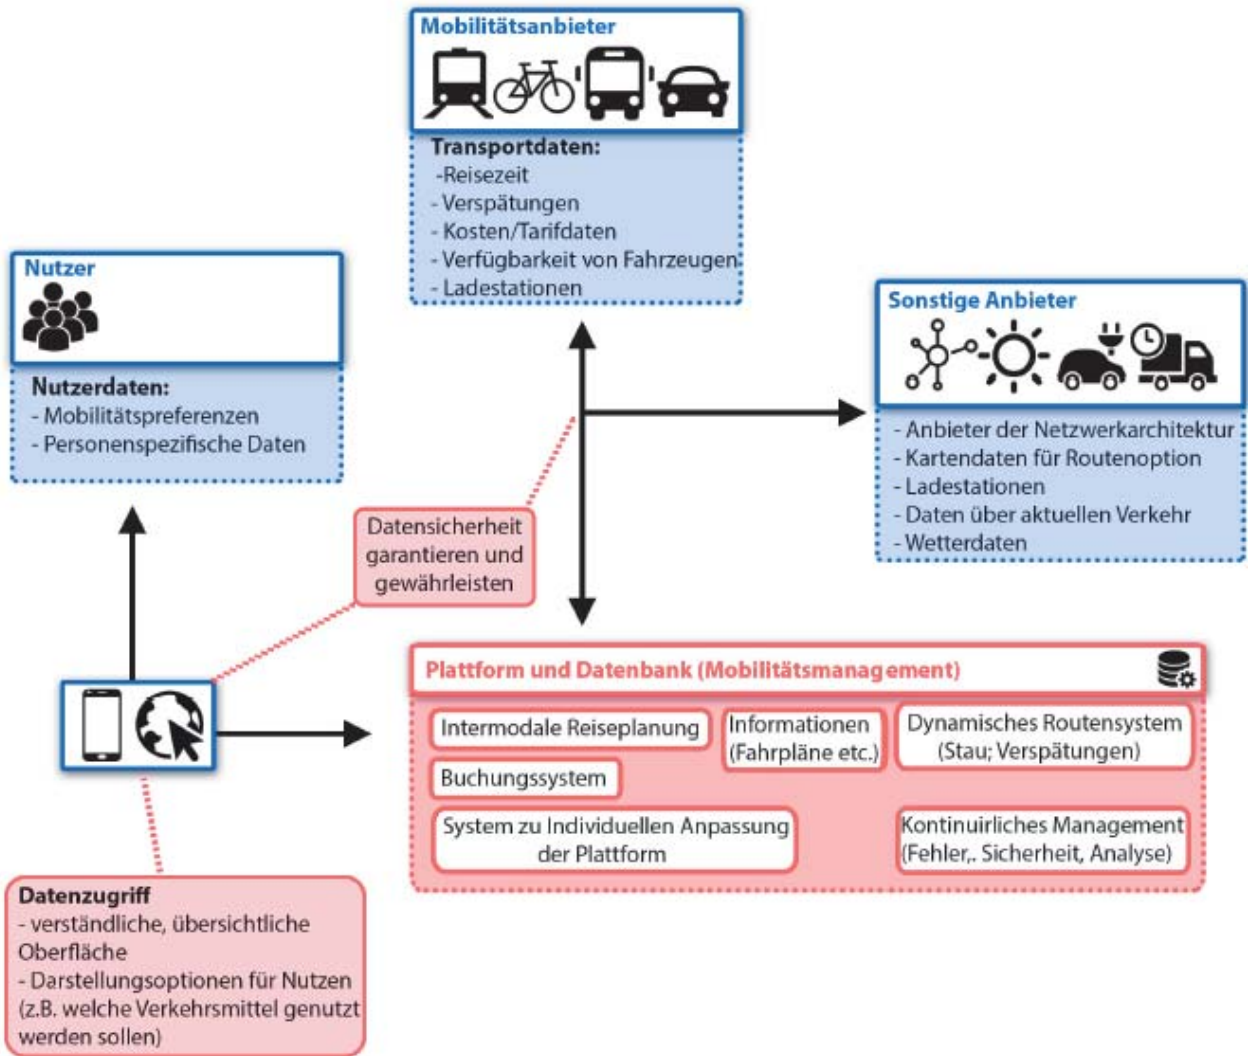 Mobilitätsanbieter
Transportdaten:
-Reisezeit
- Verspätungen
- Kosten/Tarifdaten
- Verfügbarkeit von Fahrzeugen
- Ladestationen
Nutzer
Nutzerdaten:
- Mobilitätspreferenzen
- Personenspezifische Daten
Sonstige Anbieter
- Anbieter der Netzwerkarchitektur
- Kartendaten für Routenoption
- Ladestationen
- Daten über aktuellen Verkehr
- Wetterdaten
Datensicherheit
garantieren und
gewährleisten
Plattform und Datenbank (Mobilitätsmanagement)
Intermodale Reiseplanung
Informationen
(Fahrpläne etc.)
Dynamisches Routensystem
(Stau; Verspätungen)
Buchungssystem
System zu Individuellen Anpassung
der Plattform
Kontinuirliches Management
(Fehler,. Sicherheit, Analyse)
Datenzugriff
- verständliche, übersichtliche
Oberfläche
- Darstellungsoptionen für Nutzen
(z.B. welche Verkehrsmittel genutzt
werden sollen)